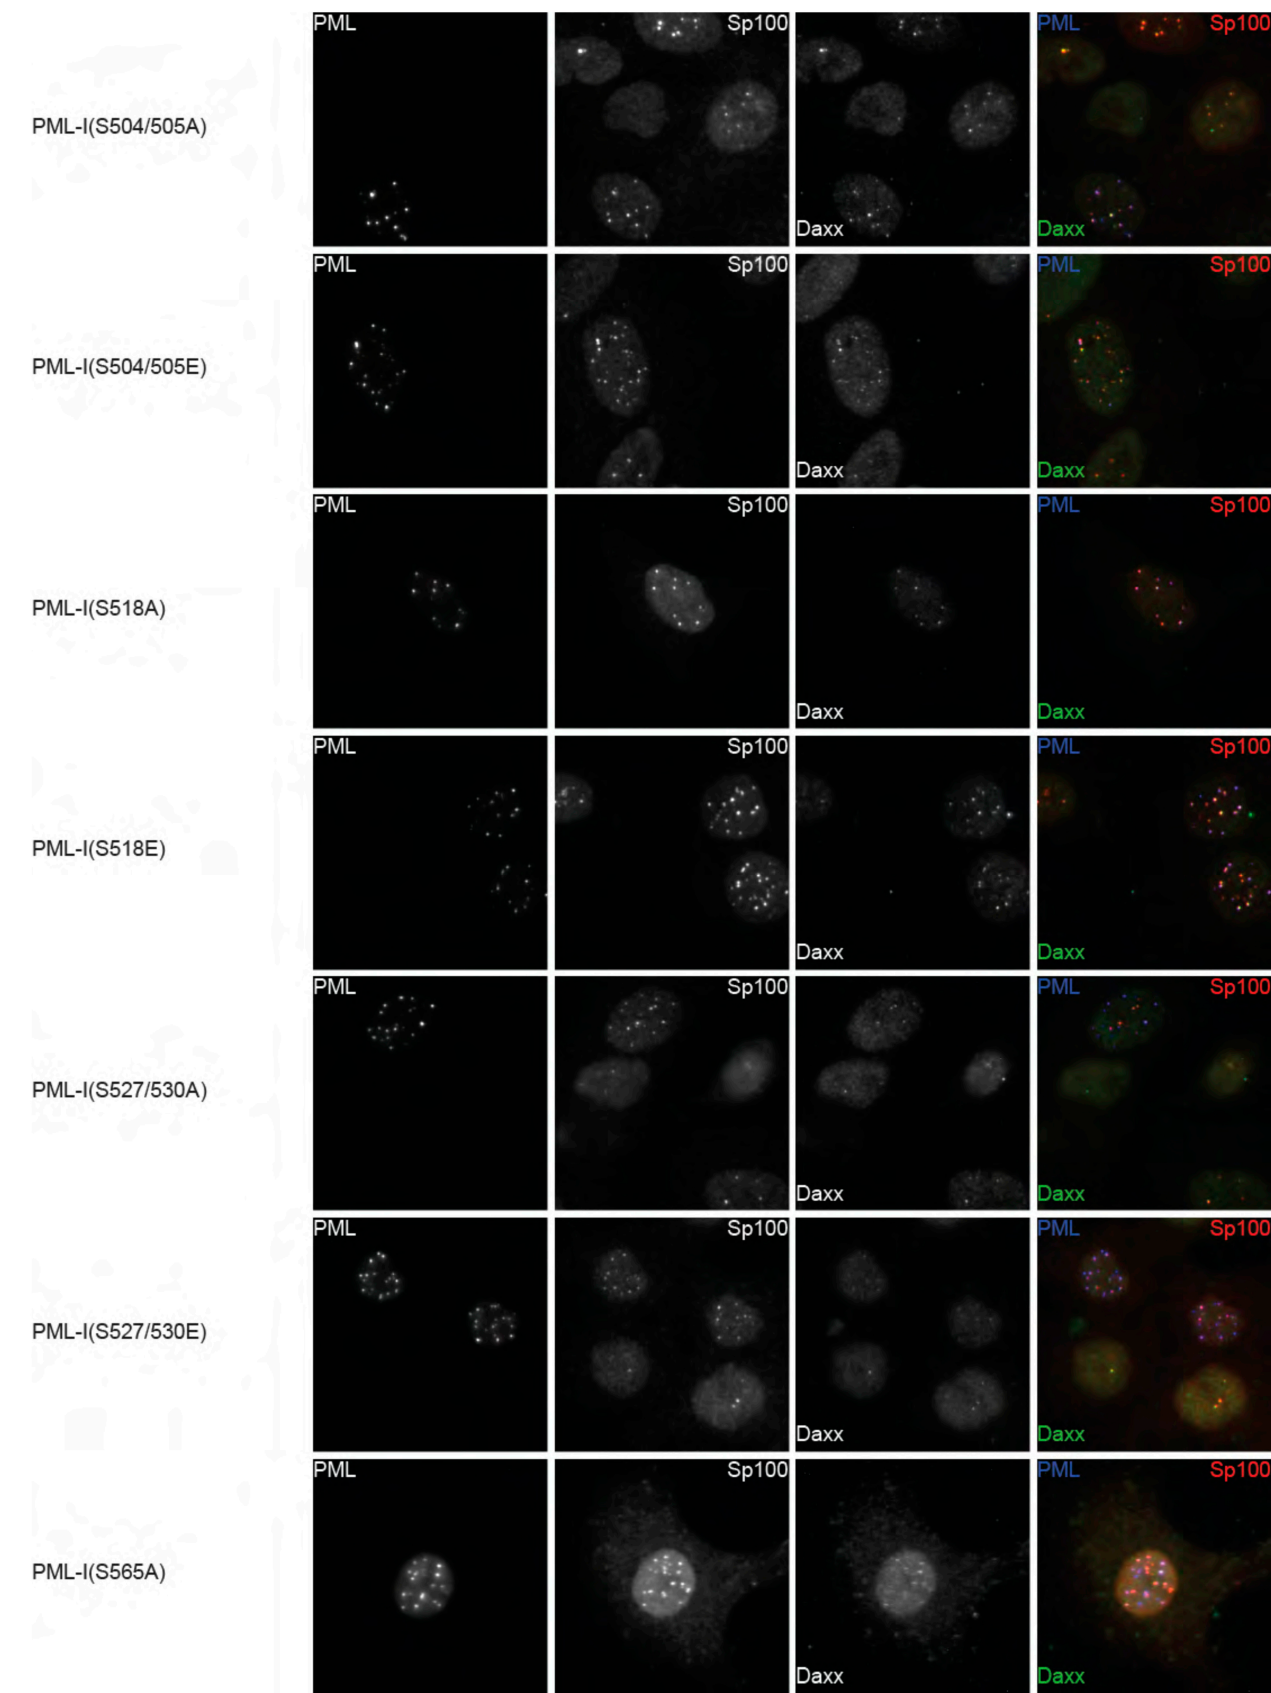 PML Sp100 PML Sp100
PML-I(S504/505A)
Daxx Daxx
PML Sp100 PML Sp100
PML-I(S504/505E)
Daxx Daxx
PML Sp100 PML Sp100
PML-I(S518A)
Daxx Daxx
PML Sp100 PML Sp100
PML-I(S518E)
Daxx Daxx
PML Sp100 PML Sp100
PML-I(S527/530A)
Daxx Daxx
PML Sp100 PML Sp100
PML-I(S527/530E)
Daxx Daxx
PML Sp100 PML Sp100
PML-I(S565A)
Daxx Daxx